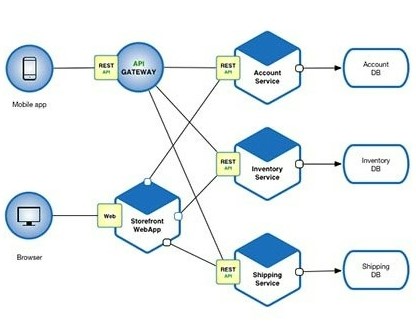 Mobile app
REST
API
API
GATEWAY
REST
API
Account
Service
Account
DB
REST
API
Inventory
Service
Inventory
DB
Browser
Web
Storefront
WebApp
REST
API
Shipping
Service
Shipping
DB